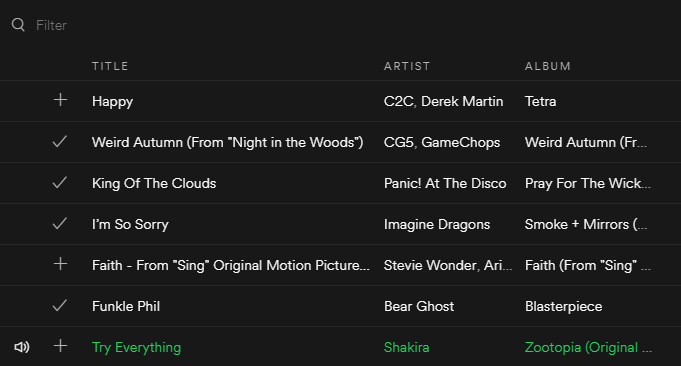 Filter
TITLE ARTIST ALBUM
Happy C2C, Derek Martin Tetra
Weird Autumn (From "Night in the Woods") CG5, GameChops Weird Autumn (Fr...
King Of The Clouds Panic! At The Disco Pray For The Wick...
I'm So Sorry Imagine Dragons Smoke + Mirrors (...
Faith - From "Sing" Original Motion Picture... Stevie Wonder, Ari... Faith (From "Sing" ...
Funkle Phil Bear Ghost Blasterpiece
Try Everything Shakira Zootopia (Original ...